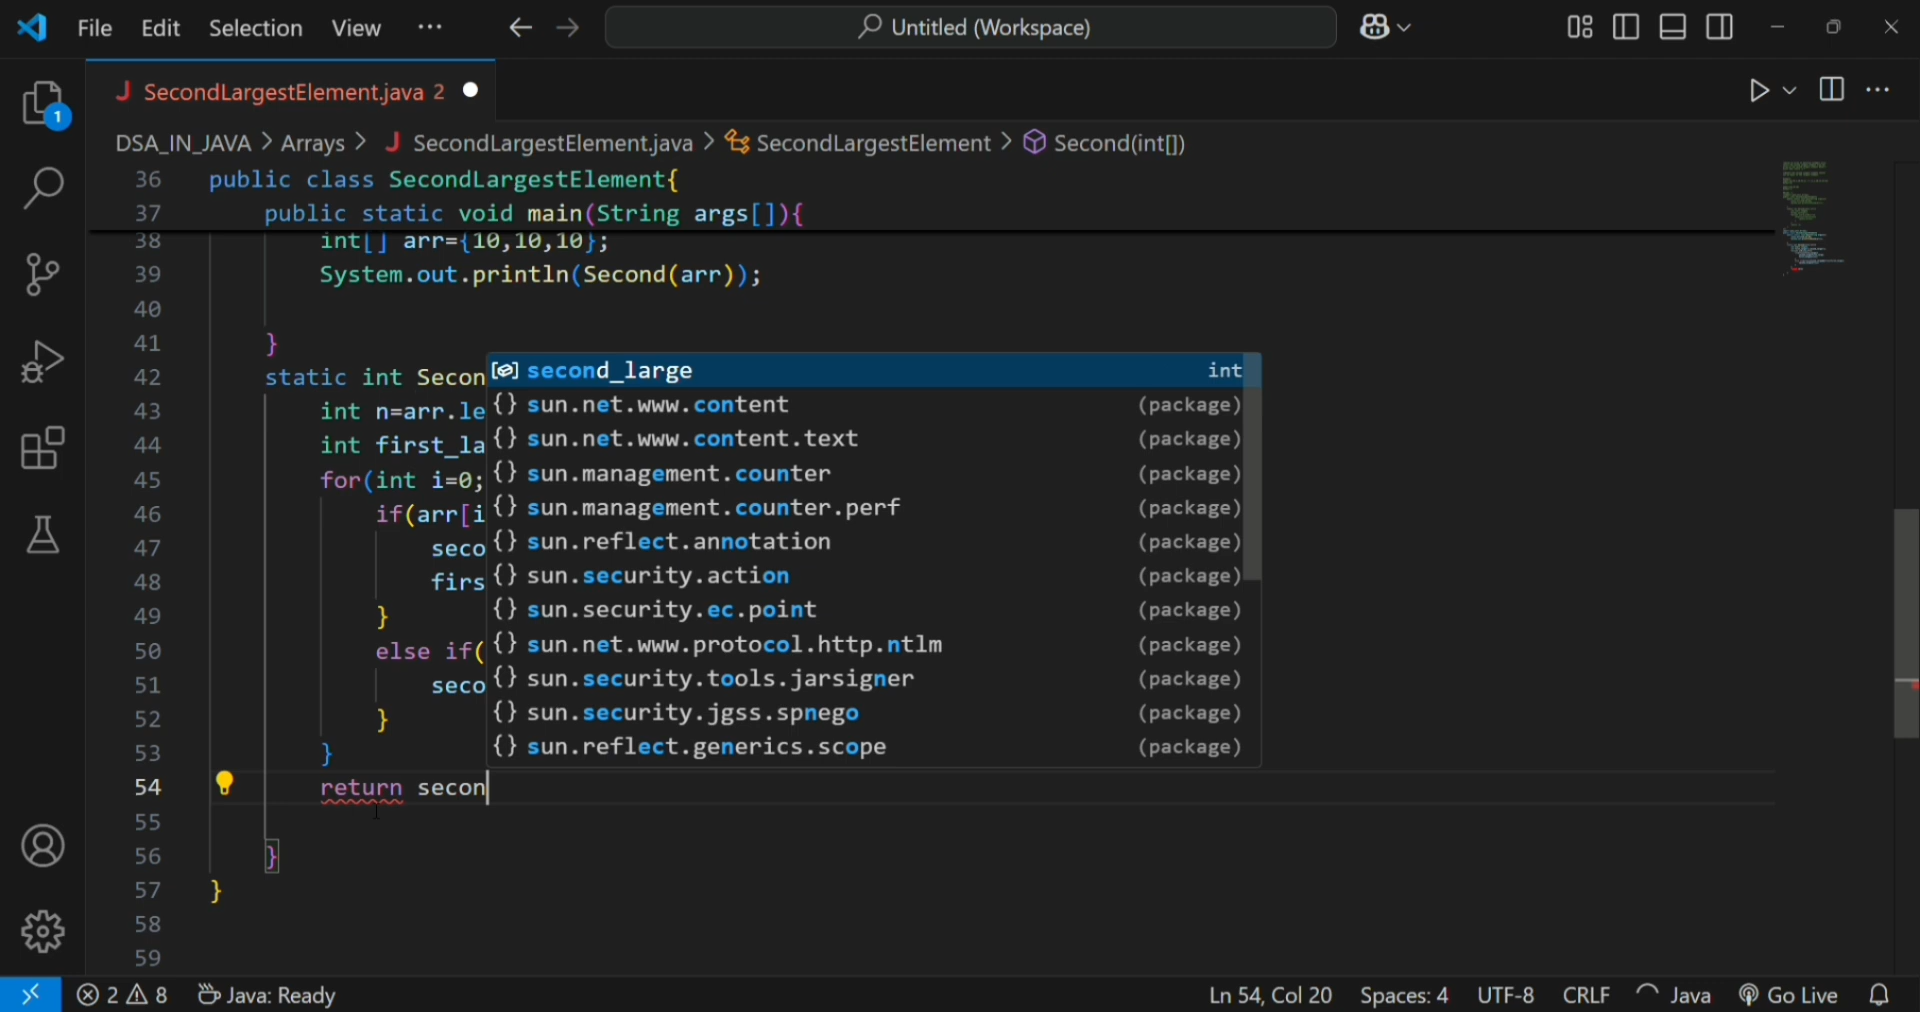 File Edit Selection View ··· Untitled (Workspace)
SecondLargestElement.java 2
DSA_IN_JAVA > Arrays > SecondLargestElement.java > SecondLargestElement > Second(int[])
36 public class SecondLargestElement{
37 public static void main(String args[]){
38 int[] arr={10,10,10};
39 System.out.println(Second(arr));
40
41 }
42 static int Secon
43 int n=arr.le
44 int first_la
45 for(int i=0;
46 if(arr[i
47 seco
48 firs
49 }
50 else if(
51 seco
52 }
53 }
54 return secon
55
56 }
57 }
58
59
second_large int
{} sun.net.www.content (package)
{} sun.net.www.content.text (package)
{} sun.management.counter (package)
{} sun.management.counter.perf (package)
{} sun.reflect.annotation (package)
{} sun.security.action (package)
{} sun.security.ec.point (package)
{} sun.net.www.protocol.http.ntlm (package)
{} sun.security.tools.jarsigner (package)
{} sun.security.jgss.spnego (package)
{} sun.reflect.generics.scope (package)
1
2 8 Java: Ready Ln 54, Col 20 Spaces: 4 UTF-8 CRLF Java Go Live